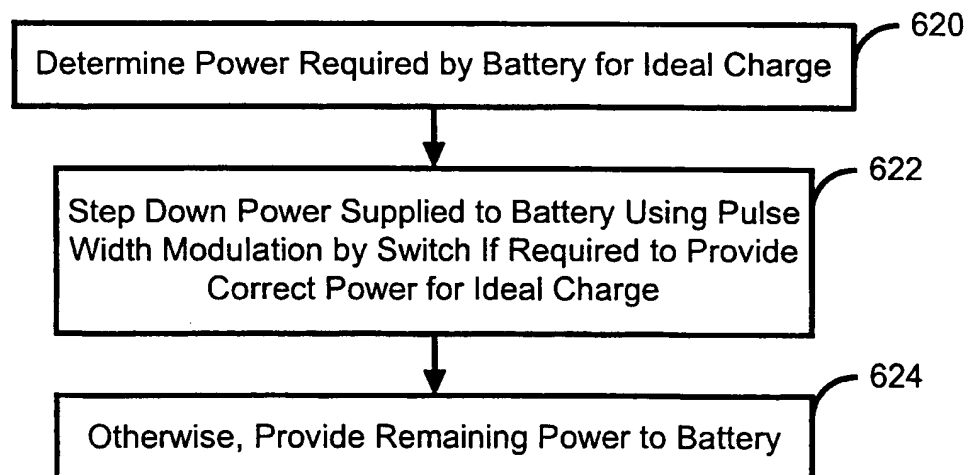 620
Determine Power Required by Battery for Ideal Charge
622
Step Down Power Supplied to Battery Using Pulse
Width Modulation by Switch If Required to Provide
Correct Power for Ideal Charge
624
Otherwise, Provide Remaining Power to Battery